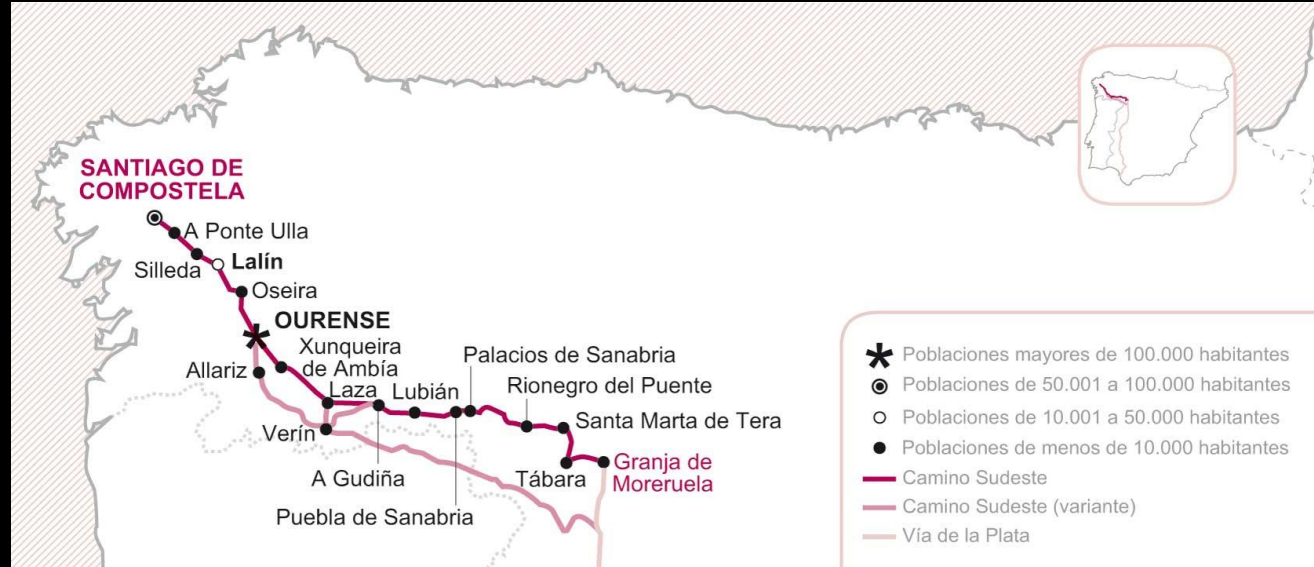 SANTIAGO DE
COMPOSTELA
A Ponte Ulla
Silleda
Lalín
Oseira
OURENSE
Xunqueira
de Ambía
Allariz
Laza
Lubián
Palacios de Sanabria
Rionegro del Puente
Santa Marta de Tera
Verín
A Gudiña
Puebla de Sanabria
Tábara
Granja de
Moreruela
Poblaciones mayores de 100.000 habitantes
Poblaciones de 50.001 a 100.000 habitantes
Poblaciones de 10.001 a 50.000 habitantes
Poblaciones de menos de 10.000 habitantes
Camino Sudeste
Camino Sudeste (variante)
Vía de la Plata